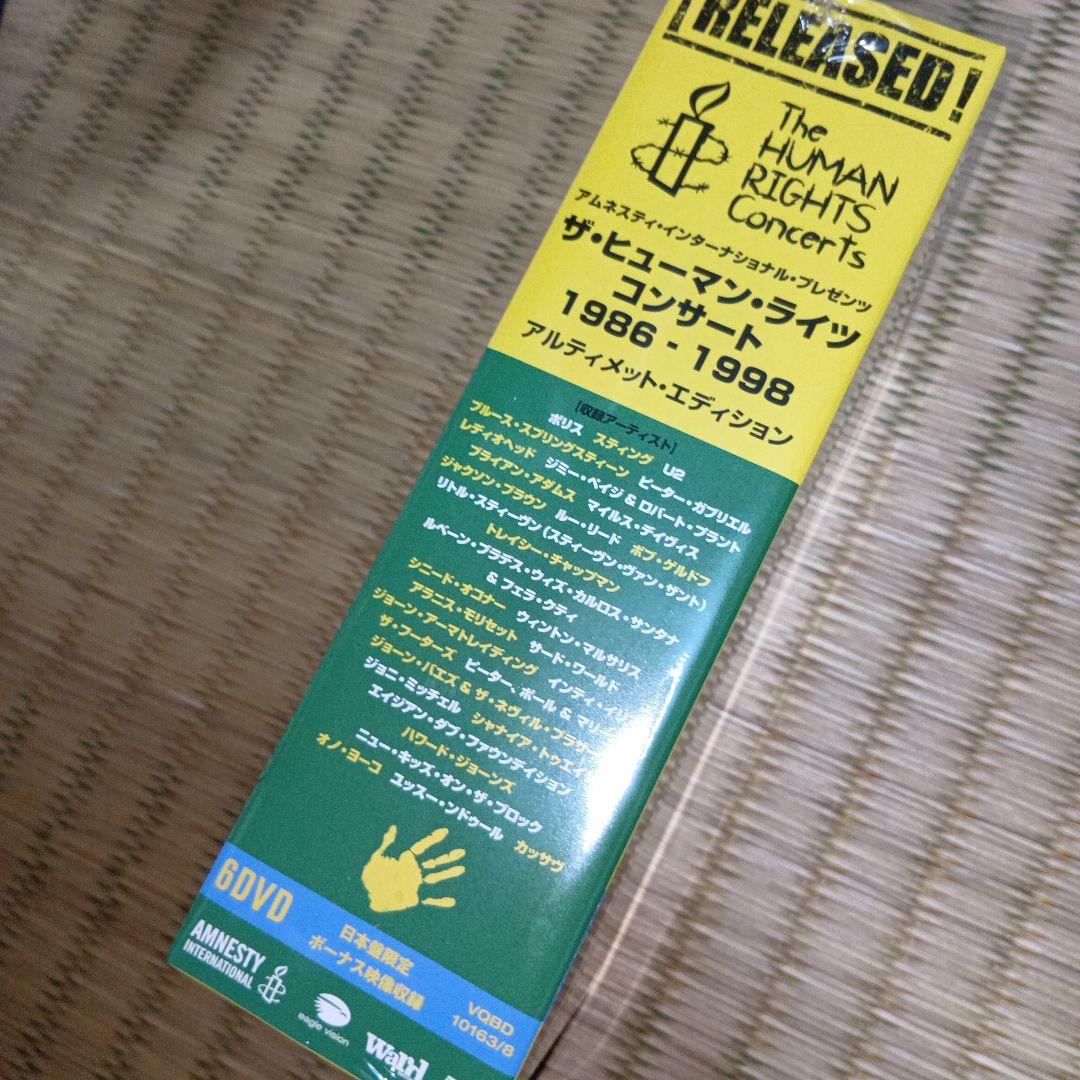 ¡RELEASED!
The
HUMAN
RIGHTS
Concerts
アムネスティ・インターナショナル・プレゼンツ
ザ・ヒューマン・ライツ
コンサート
1986 - 1998
アルティメット・エディション
[収録アーティスト]
ポリス スティング U2
ブルース・スプリングスティーン ピーター・ガブリエル
レディオヘッド ジミー・ペイジ & ロバート・プラント
ブライアン・アダムス マイルス・デイヴィス
ジャクソン・ブラウン ルー・リード ボブ・ゲルドフ
リトル・スティーヴン(スティーヴン・ヴァン・ザント)
トレイシー・チャップマン
ルベーン・ブラデス・ウィズ・カルロス・サンタナ
& フェラ・クティ
シニード・オコナー ウィントン・マルサリス
アラニス・モリセット サード・ワールド
ジョーン・アーマトレイディング インティ・イリ
ザ・フーターズ ピーター、ポール & マリ
ジョーン・バエズ & ザ・ネヴィル・ブラザ
ジョニ・ミッチェル シャナイア・トゥエイ
エイジアン・ダブ・ファウンデイション
ハワード・ジョーンズ
ニュー・キッズ・オン・ザ・ブロック
オノ・ヨーコ ユッスー・ンドゥール カッサヴ
6DVD
日本盤限定
ボーナス映像収録
VQBD
10163/8
AMNESTY
INTERNATIONAL
eagle vision
Ward